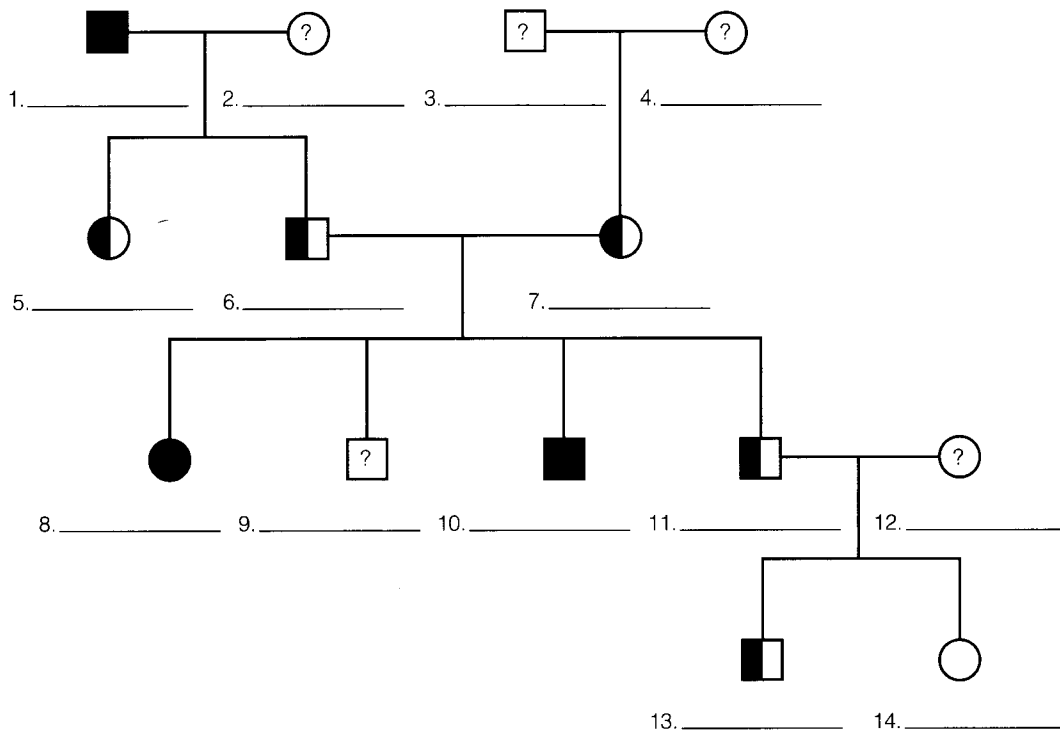 ? ? ?
1. 2. 3. 4.
5. 6. 7.
? ?
8. 9. 10. 11. 12.
13. 14.